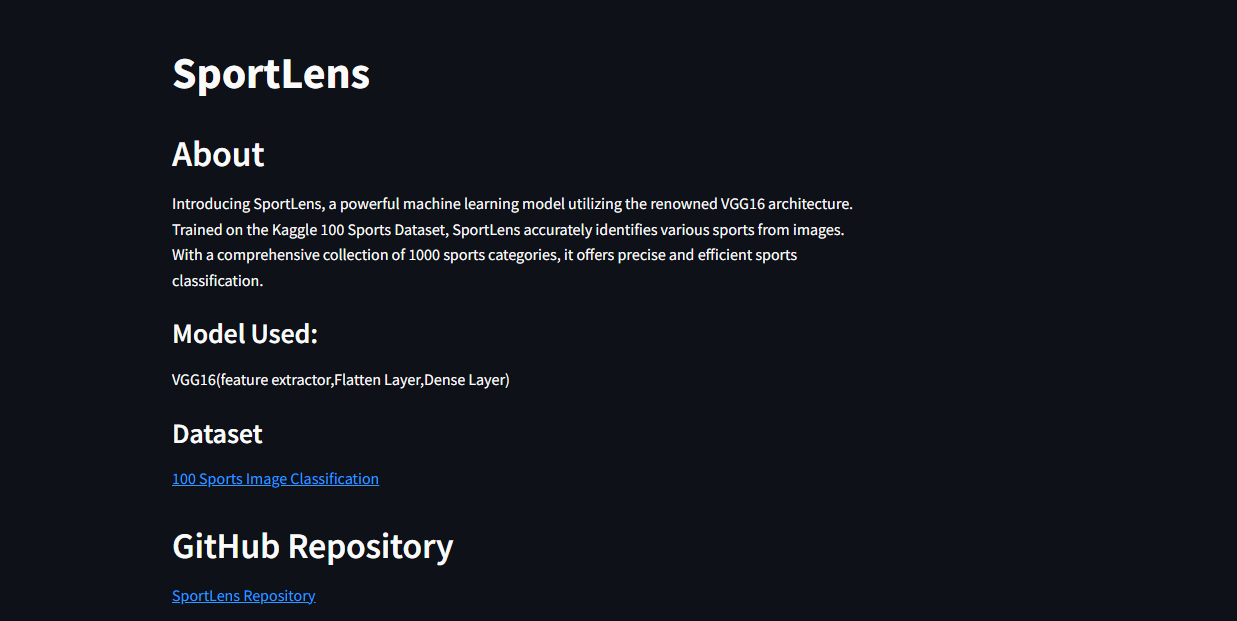 SportLens
About
Introducing SportLens, a powerful machine learning model utilizing the renowned VGG16 architecture.
Trained on the Kaggle 100 Sports Dataset, SportLens accurately identifies various sports from images.
With a comprehensive collection of 1000 sports categories, it offers precise and efficient sports
classification.
Model Used:
VGG16(feature extractor,Flatten Layer,Dense Layer)
Dataset
100 Sports Image Classification
GitHub Repository
SportLens Repository